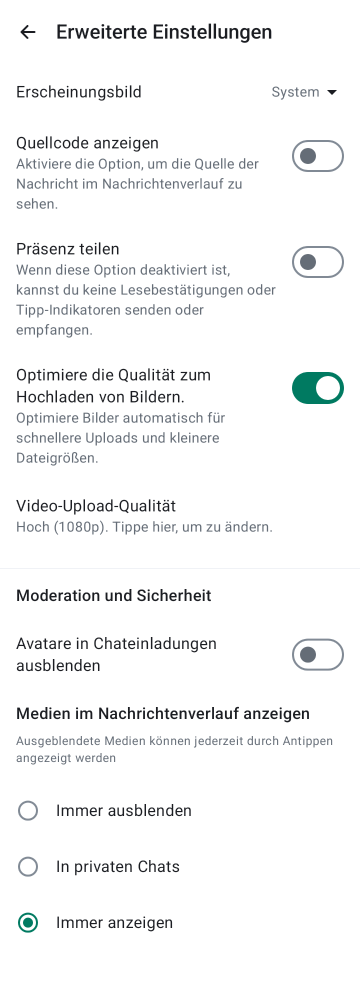 Erweiterte Einstellungen
Erscheinungsbild
System
Quellcode anzeigen
Aktiviere die Option, um die Quelle der
Nachricht im Nachrichtenverlauf zu
sehen.
Präsenz teilen
Wenn diese Option deaktiviert ist,
kannst du keine Lesebestätigungen oder
Tipp-Indikatoren senden oder
empfangen.
Optimiere die Qualität zum
Hochladen von Bildern.
Optimiere Bilder automatisch für
schnellere Uploads und kleinere
Dateigrößen.
Video-Upload-Qualität
Hoch (1080p). Tippe hier, um zu ändern.
Moderation und Sicherheit
Avatare in Chateinladungen
ausblenden
Medien im Nachrichtenverlauf anzeigen
Ausgeblendete Medien können jederzeit durch Antippen
angezeigt werden
Immer ausblenden
In privaten Chats
Immer anzeigen